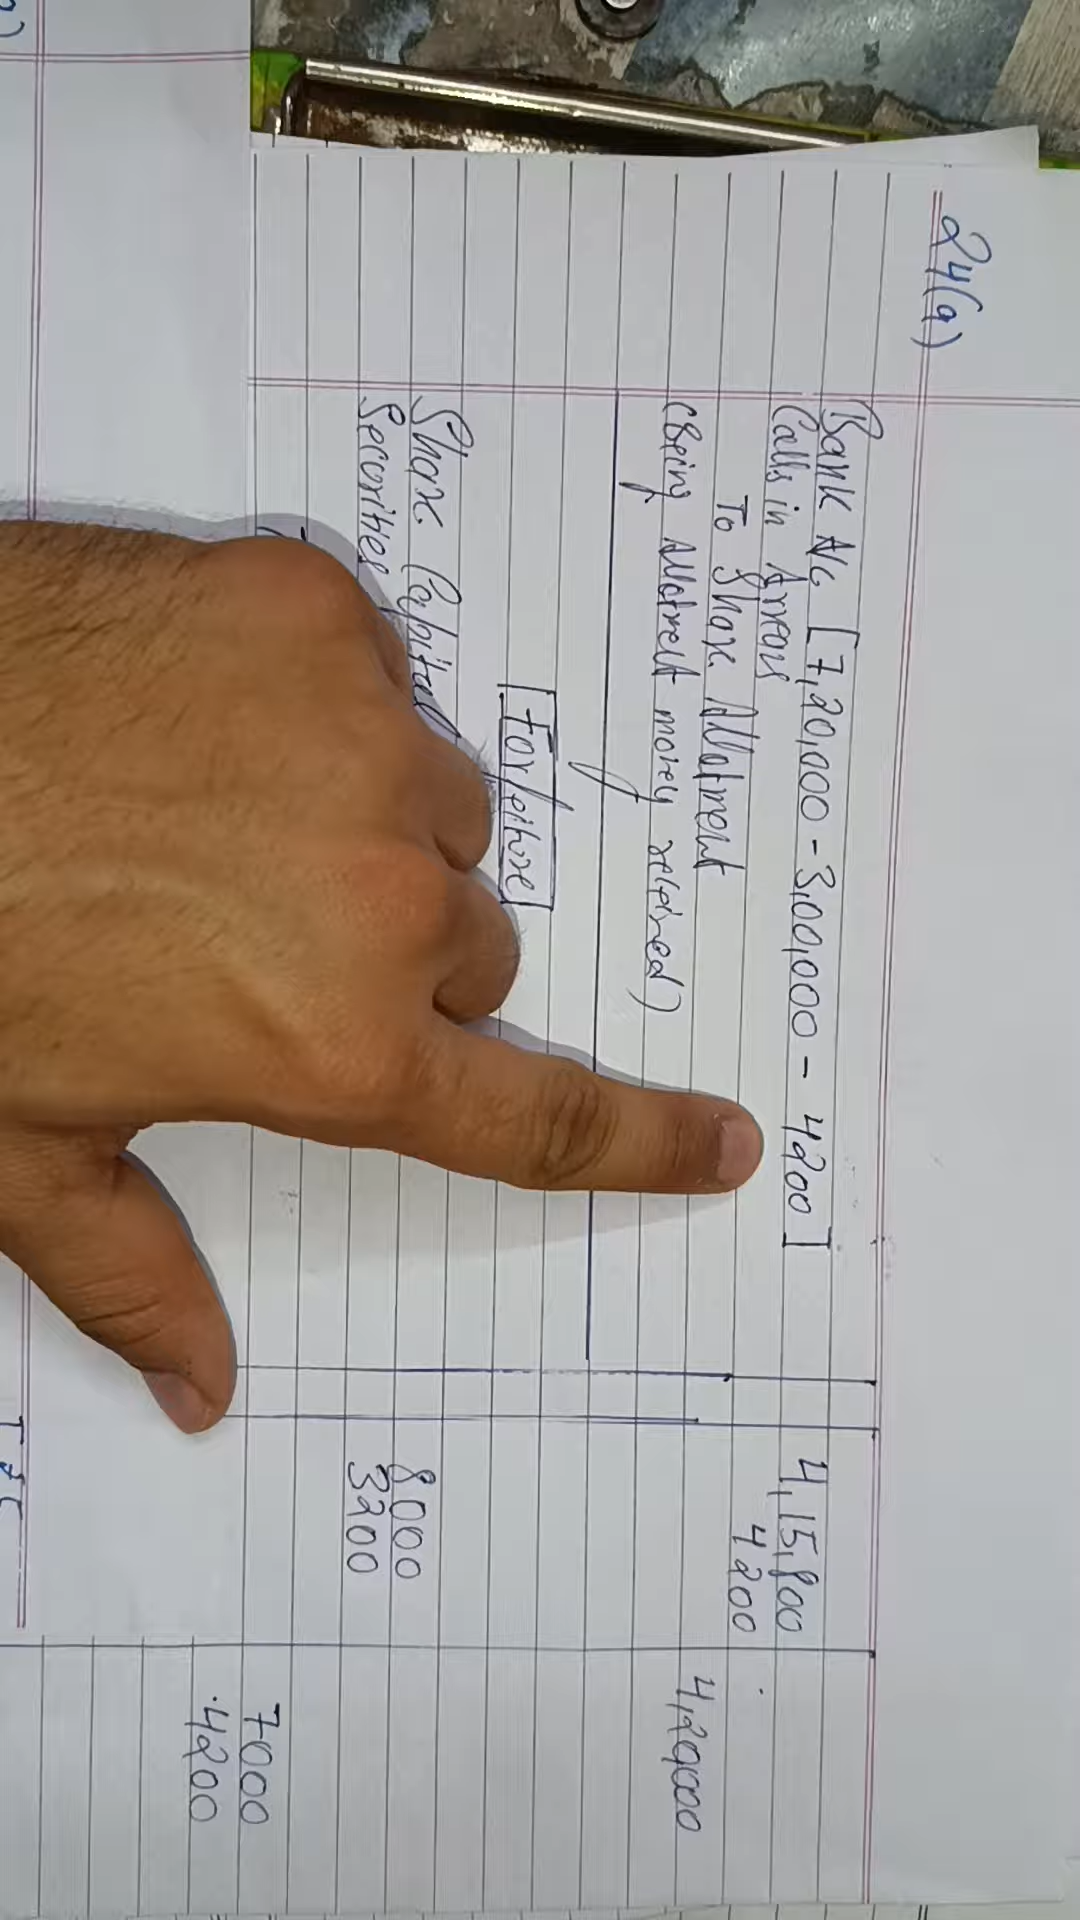 24(a)
Bank A/c [7,20,000 - 3,00,000 - 4200] 4,15,800
Calls in Arrears 4200
To Share Allotment 4,20,000
(Being Allotment money received)
Forfeiture
Share Capital 8000
Securities 3200
7000
4200